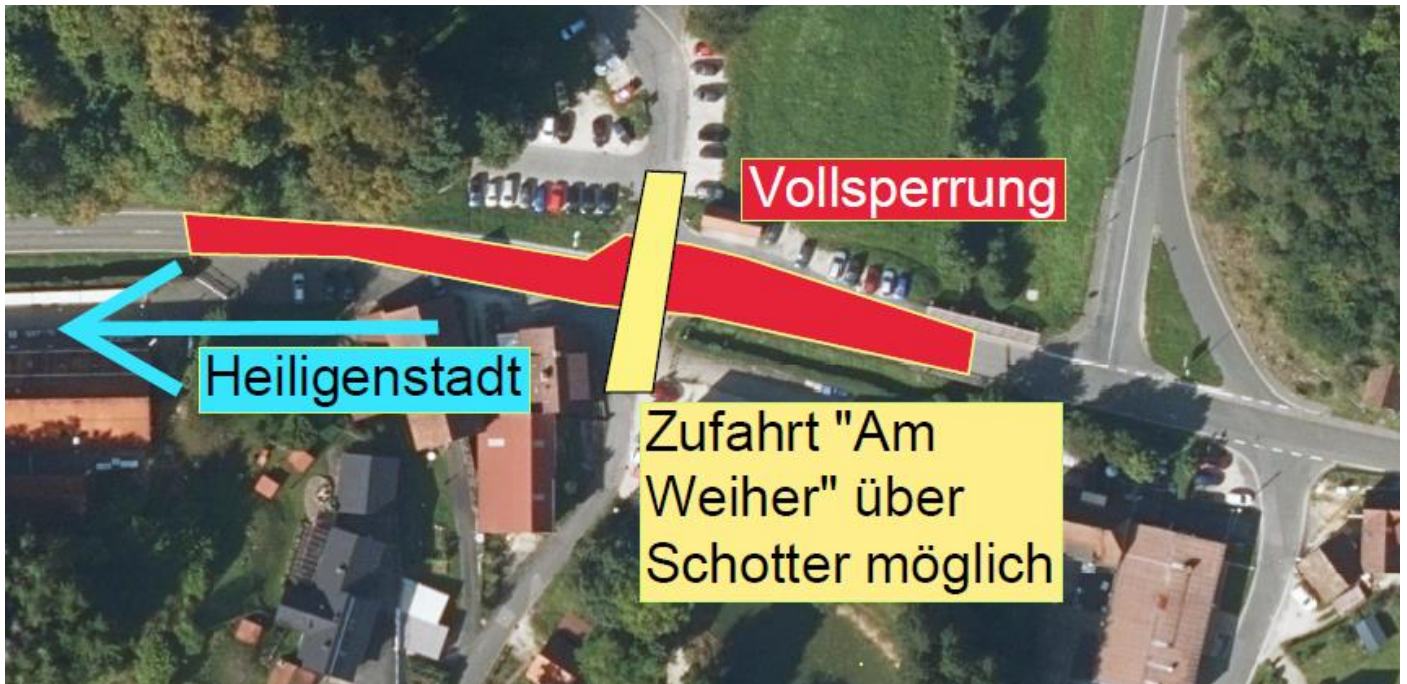 Vollsperrung
Heiligenstadt
Zufahrt "Am
Weiher" über
Schotter möglich